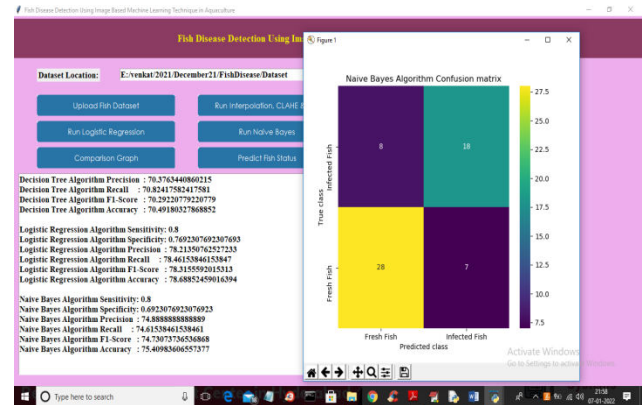 Fish Disease Detection Using Image Based Machine Learning Technique in Aquaculture
Fish Disease Detection Using Im
Dataset Location: E:/venkat/2021/December21/FishDisease/Dataset
Upload Fish Dataset
Run Interpolation, CLAHE &
Run Logistic Regression
Run Naive Bayes
Comparison Graph
Predict Fish Status
Decision Tree Algorithm Precision : 70.3763440860215
Decision Tree Algorithm Recall : 70.82417582417581
Decision Tree Algorithm F1-Score : 70.29220779220779
Decision Tree Algorithm Accuracy : 70.49180327868852
Logistic Regression Algorithm Sensitivity: 0.8
Logistic Regression Algorithm Specificity: 0.7692307692307693
Logistic Regression Algorithm Precision : 78.21350762527233
Logistic Regression Algorithm Recall : 78.46153846153847
Logistic Regression Algorithm F1-Score : 78.3155592015313
Logistic Regression Algorithm Accuracy : 78.68852459016394
Naive Bayes Algorithm Sensitivity: 0.8
Naive Bayes Algorithm Specificity: 0.6923076923076923
Naive Bayes Algorithm Precision : 74.8888888888889
Naive Bayes Algorithm Recall : 74.61538461538461
Naive Bayes Algorithm F1-Score : 74.73073736536868
Naive Bayes Algorithm Accuracy : 75.40983606557377
Figure 1
Naive Bayes Algorithm Confusion matrix
True class
Infected Fish
Fresh Fish
8
18
28
7
Fresh Fish
Infected Fish
Predicted class
27.5
25.0
22.5
20.0
17.5
15.0
12.5
10.0
7.5
Activate Windows
Go to Settings to activate Windows.
Type here to search
21:58
07-01-2022